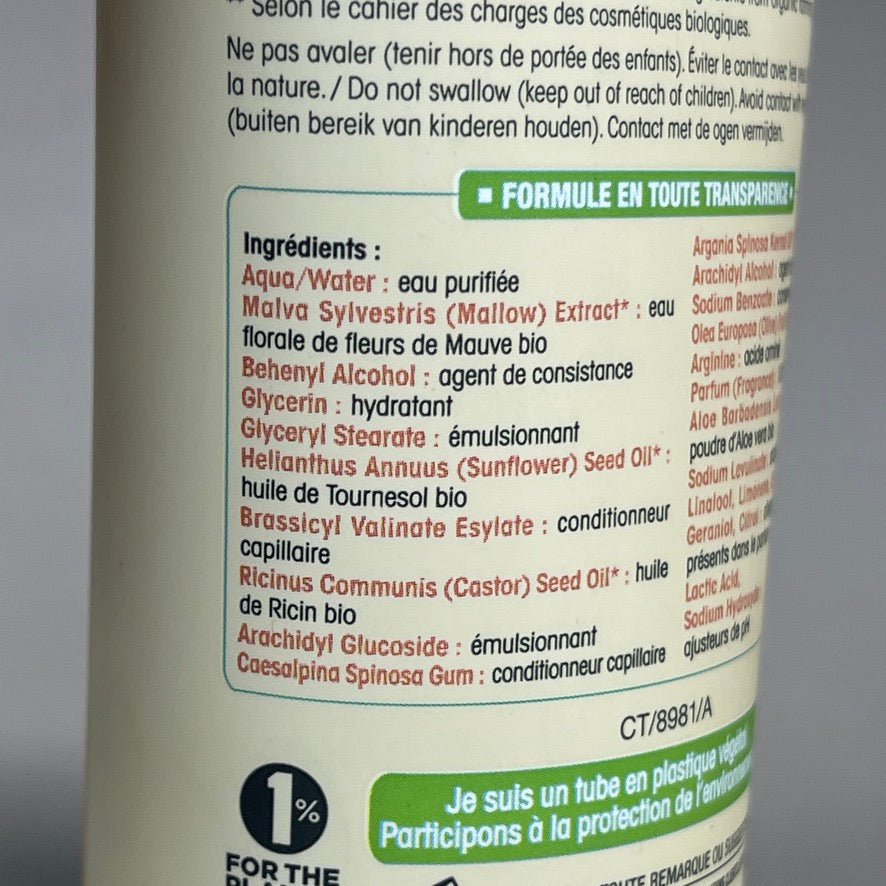 ** Selon le cahier des charges des cosmétiques biologiques.
Ne pas avaler (tenir hors de portée des enfants). Éviter le contact avec les
la nature. / Do not swallow (keep out of reach of children). Avoid contact with
(buiten bereik van kinderen houden). Contact met de ogen vermijden.
▪ FORMULE EN TOUTE TRANSPARENCE ▪
Ingrédients :
Aqua/Water : eau purifiée
Malva Sylvestris (Mallow) Extract* : eau
florale de fleurs de Mauve bio
Behenyl Alcohol : agent de consistance
Glycerin : hydratant
Glyceryl Stearate : émulsionnant
Helianthus Annuus (Sunflower) Seed Oil* :
huile de Tournesol bio
Brassicyl Valinate Esylate : conditionneur
capillaire
Ricinus Communis (Castor) Seed Oil* : huile
de Ricin bio
Arachidyl Glucoside : émulsionnant
Caesalpina Spinosa Gum : conditionneur capillaire
Argania Spinosa Kernel
Arachidyl Alcohol :
Sodium Benzoate :
Olea Europaea (Olive)
Arginine : acide aminé
Parfum (Fragrance)
Aloe Barbadensis
poudre d'Aloe vera bio
Sodium Levulinate :
Linalool, Limonene,
Geraniol, Citral :
présents dans le
Lactic Acid,
Sodium Hydroxyde
ajusteurs de pH
CT/8981/A
Je suis un tube en plastique végétal
Participons à la protection de l'environnement
1%
FOR THE
REMARQUE OU